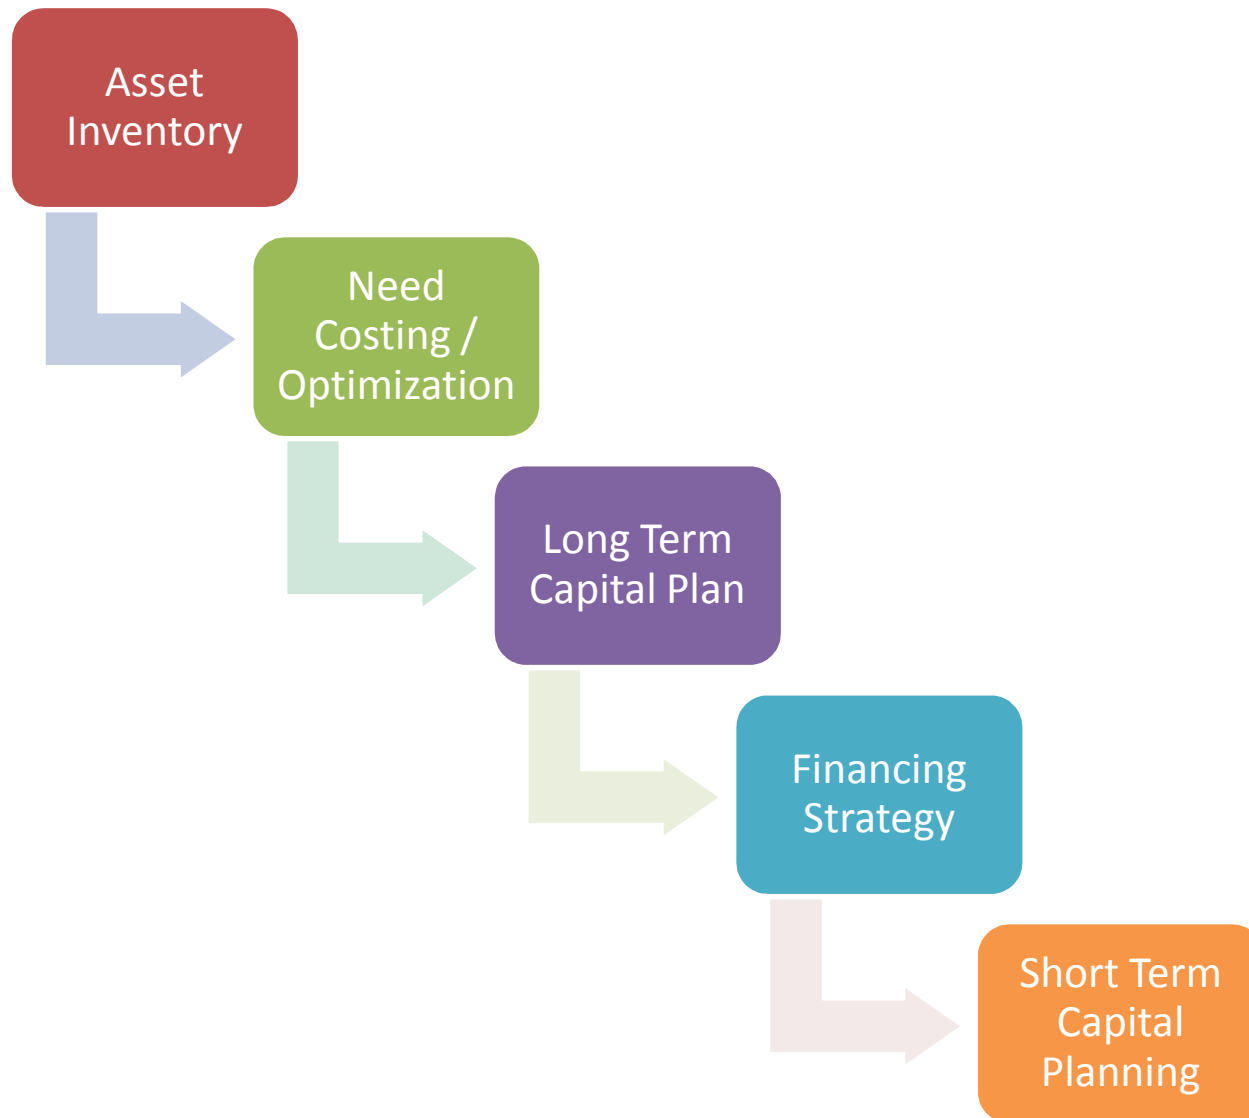 Asset
Inventory
Need
Costing /
Optimization
Long Term
Capital Plan
Financing
Strategy
Short Term
Capital
Planning